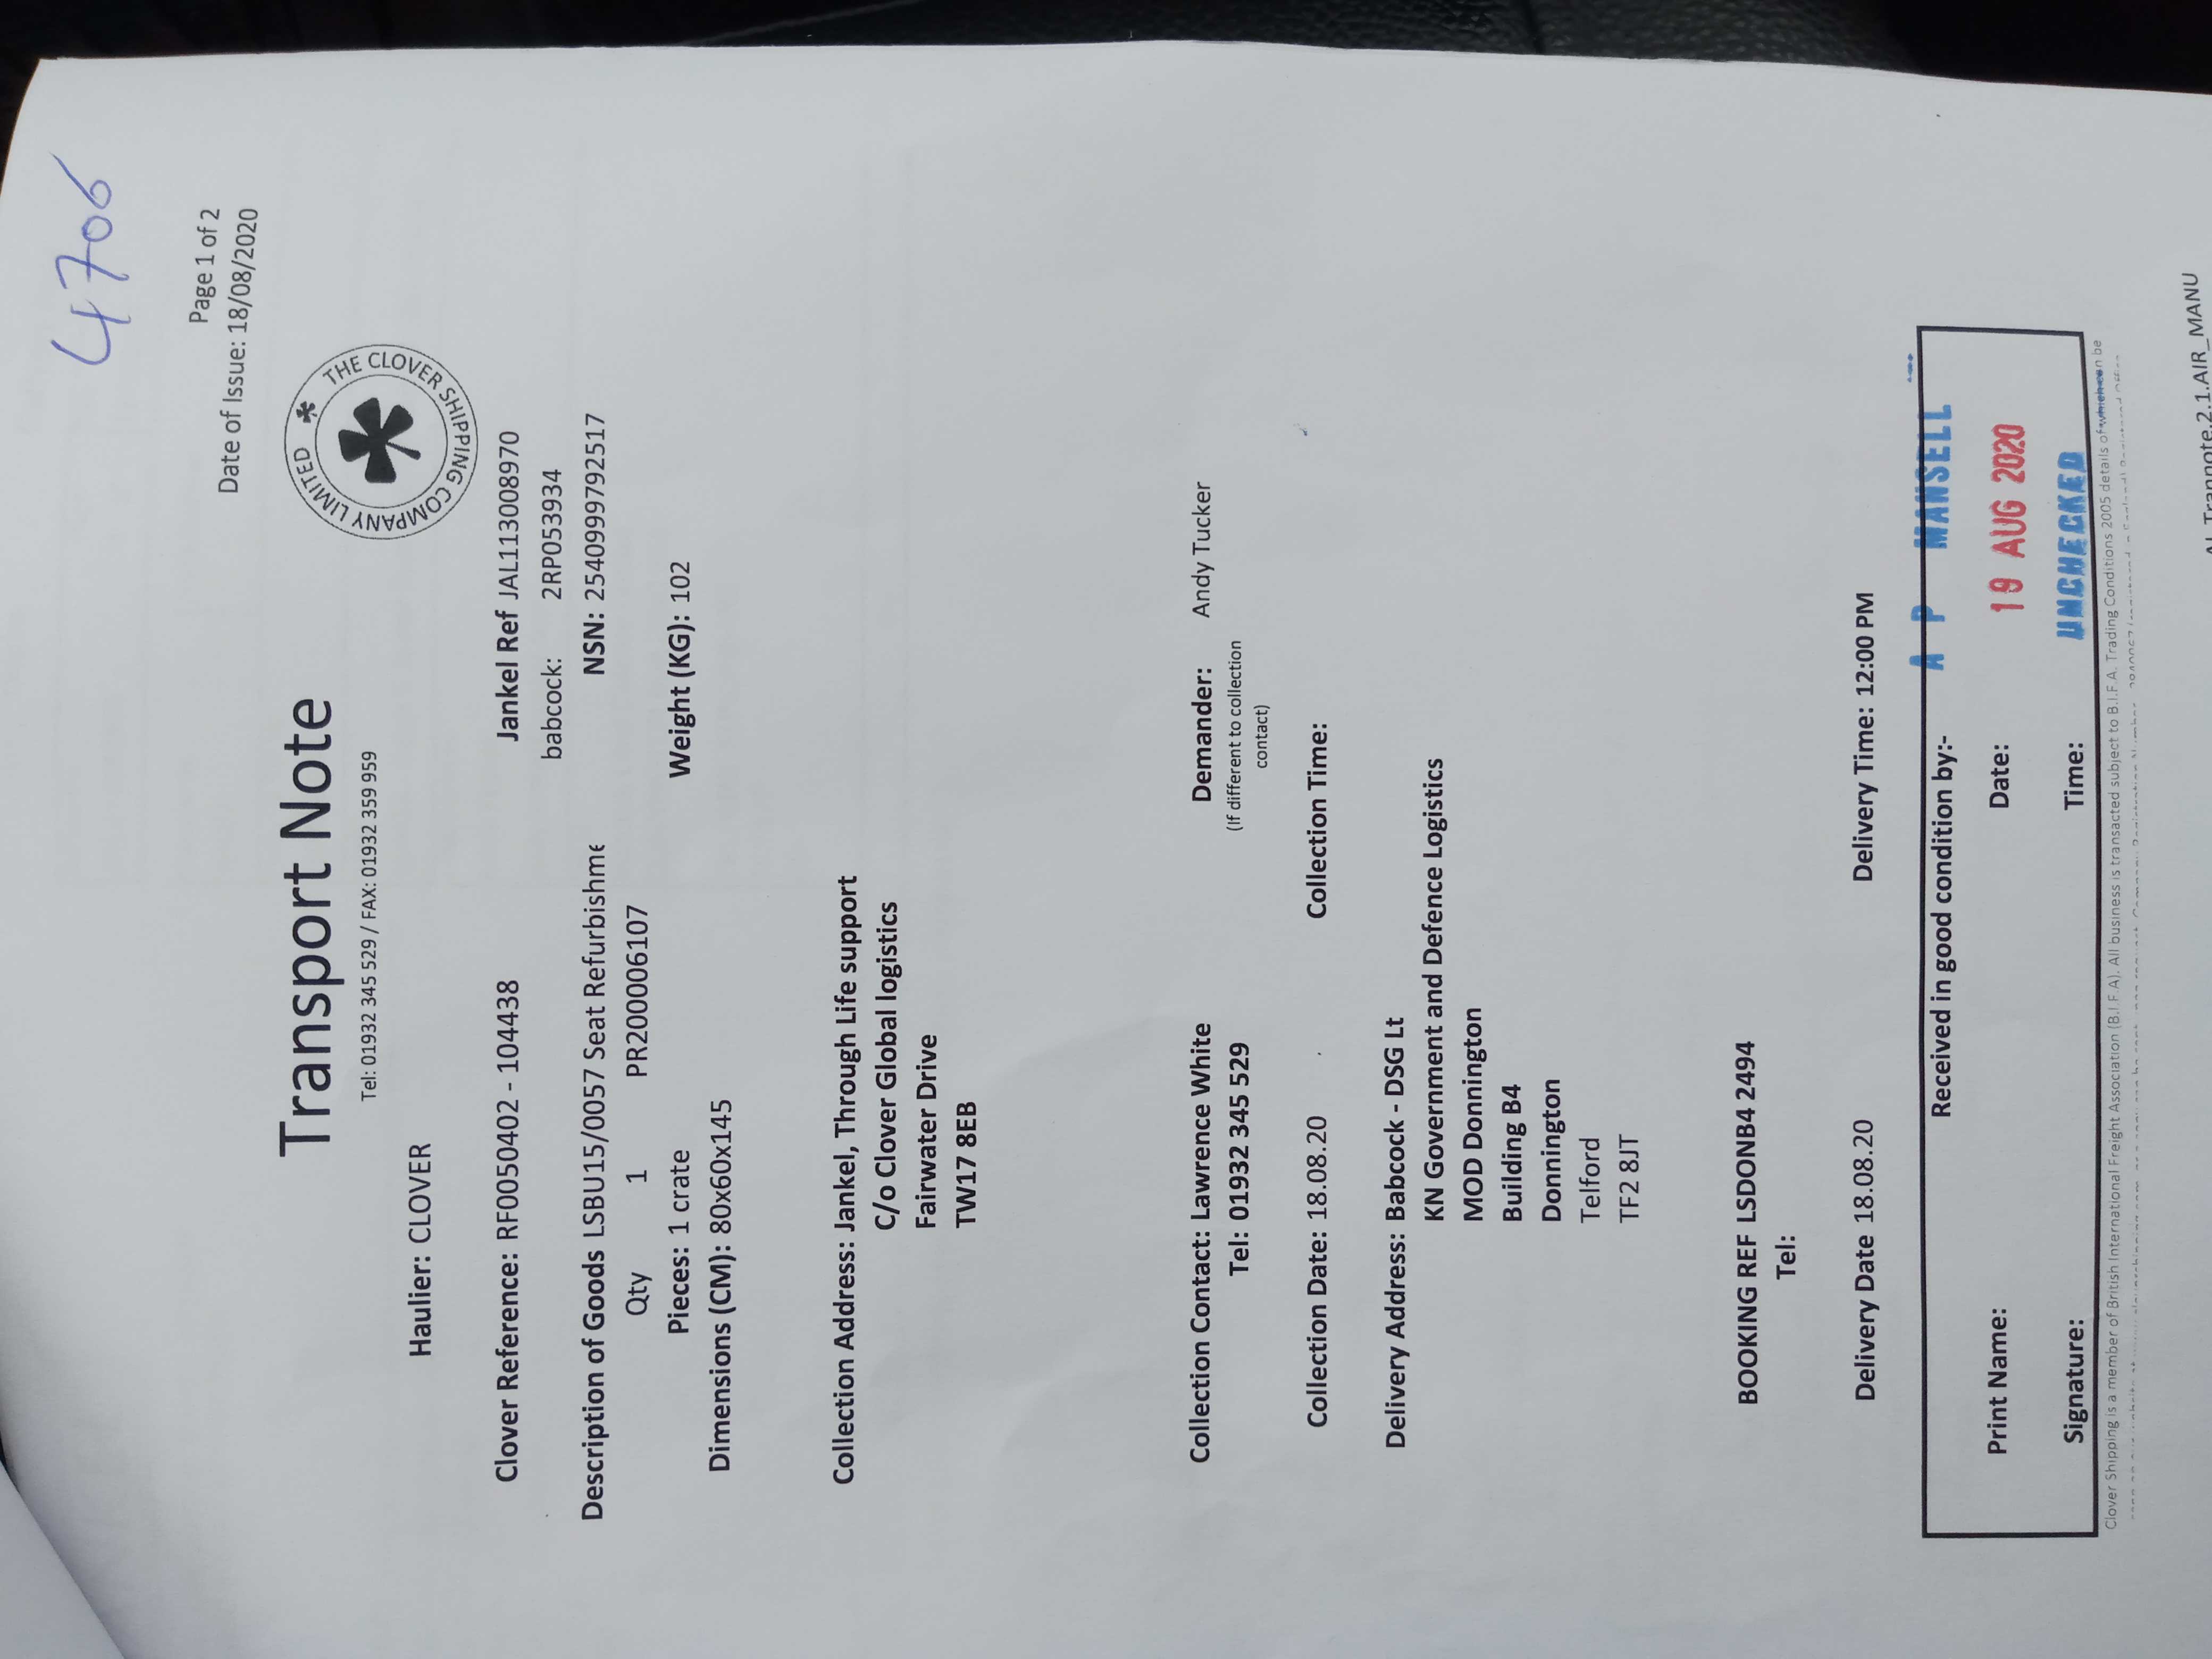 4706
Page 1 of 2
Date of Issue: 18/08/2020
THE CLOVER SHIPPING COMPANY LIMITED
Transport Note
Tel: 01932 345 529 / FAX: 01932 359 959
Haulier: CLOVER
Clover Reference: RF0050402 - 104438 Jankel Ref JAL1130008970
babcock: 2RP053934
Description of Goods LSBU15/0057 Seat Refurbishme NSN: 2540999792517
Qty 1 PR200006107
Pieces: 1 crate Weight (KG): 102
Dimensions (CM): 80x60x145
Collection Address: Jankel, Through Life support
C/o Clover Global logistics
Fairwater Drive
TW17 8EB
Collection Contact: Lawrence White Demander: Andy Tucker
Tel: 01932 345 529 (If different to collection
contact)
Collection Date: 18.08.20 Collection Time:
Delivery Address: Babcock - DSG Lt
KN Government and Defence Logistics
MOD Donnington
Building B4
Donnington
Telford
TF2 8JT
BOOKING REF LSDONB4 2494
Tel:
Delivery Date 18.08.20 Delivery Time: 12:00 PM
Received in good condition by:- A P MANSELL
Print Name: Date: 19 AUG 2020
Signature: Time: UNCHECKED
Clover Shipping is a member of British International Freight Association (B.I.F.A). All business is transacted subject to B.I.F.A. Trading Conditions 2005 details of which can be
Trannote.2.1.AIR_MANU